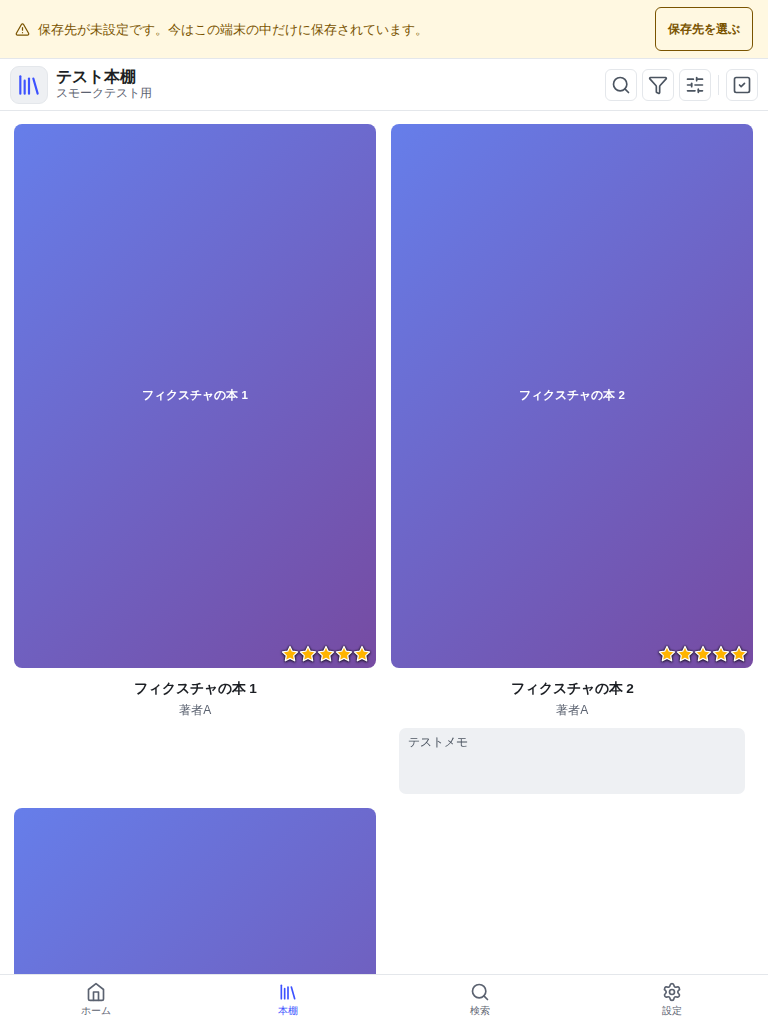 保存先が未設定です。今はこの端末の中だけに保存されています。
保存先を選ぶ
テスト本棚
スモークテスト用
フィクスチャの本 1
フィクスチャの本 2
フィクスチャの本 1
著者A
フィクスチャの本 2
著者A
テストメモ
ホーム
本棚
検索
設定